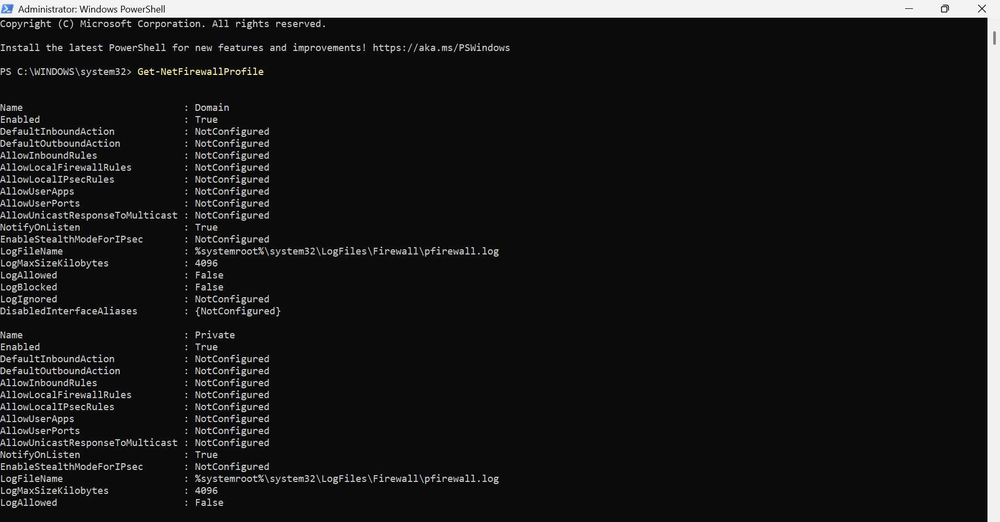 Administrator: Windows PowerShell
Copyright (C) Microsoft Corporation. All rights reserved.
Install the latest PowerShell for new features and improvements! https://aka.ms/PSWindows
PS C:\WINDOWS\system32> Get-NetFirewallProfile
Name                            : Domain
Enabled                         : True
DefaultInboundAction            : NotConfigured
DefaultOutboundAction           : NotConfigured
AllowInboundRules               : NotConfigured
AllowLocalFirewallRules         : NotConfigured
AllowLocalIPsecRules            : NotConfigured
AllowUserApps                   : NotConfigured
AllowUserPorts                  : NotConfigured
AllowUnicastResponseToMulticast : NotConfigured
NotifyOnListen                  : True
EnableStealthModeForIPsec       : NotConfigured
LogFileName                     : %systemroot%\system32\LogFiles\Firewall\pfirewall.log
LogMaxSizeKilobytes             : 4096
LogAllowed                      : False
LogBlocked                      : False
LogIgnored                      : NotConfigured
DisabledInterfaceAliases        : {NotConfigured}
Name                            : Private
Enabled                         : True
DefaultInboundAction            : NotConfigured
DefaultOutboundAction           : NotConfigured
AllowInboundRules               : NotConfigured
AllowLocalFirewallRules         : NotConfigured
AllowLocalIPsecRules            : NotConfigured
AllowUserApps                   : NotConfigured
AllowUserPorts                  : NotConfigured
AllowUnicastResponseToMulticast : NotConfigured
NotifyOnListen                  : True
EnableStealthModeForIPsec       : NotConfigured
LogFileName                     : %systemroot%\system32\LogFiles\Firewall\pfirewall.log
LogMaxSizeKilobytes             : 4096
LogAllowed                      : False